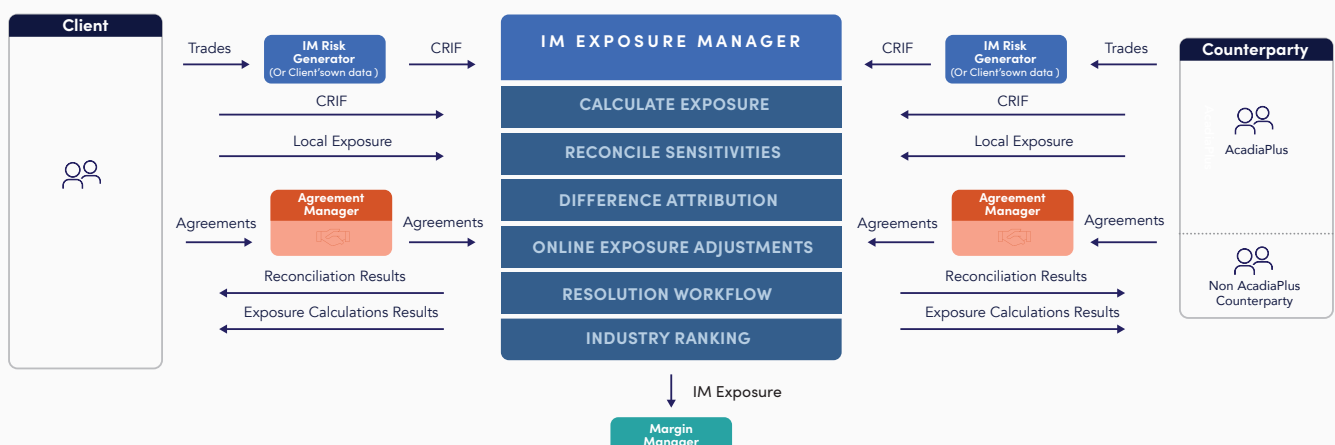 Client
Trades
IM Risk
Generator
(Or Client'sown data )
CRIF
CRIF
Local Exposure
Agreements
Agreement
Manager
Agreements
Reconciliation Results
Exposure Calculations Results
IM EXPOSURE MANAGER
CALCULATE EXPOSURE
RECONCILE SENSITIVITIES
DIFFERENCE ATTRIBUTION
ONLINE EXPOSURE ADJUSTMENTS
RESOLUTION WORKFLOW
INDUSTRY RANKING
IM Exposure
Margin
Manager
CRIF
IM Risk
Generator
(Or Client'sown data )
Trades
CRIF
Local Exposure
Agreements
Agreement
Manager
Agreements
Reconciliation Results
Exposure Calculations Results
Counterparty
AcadiaPlus
Non AcadiaPlus
Counterparty